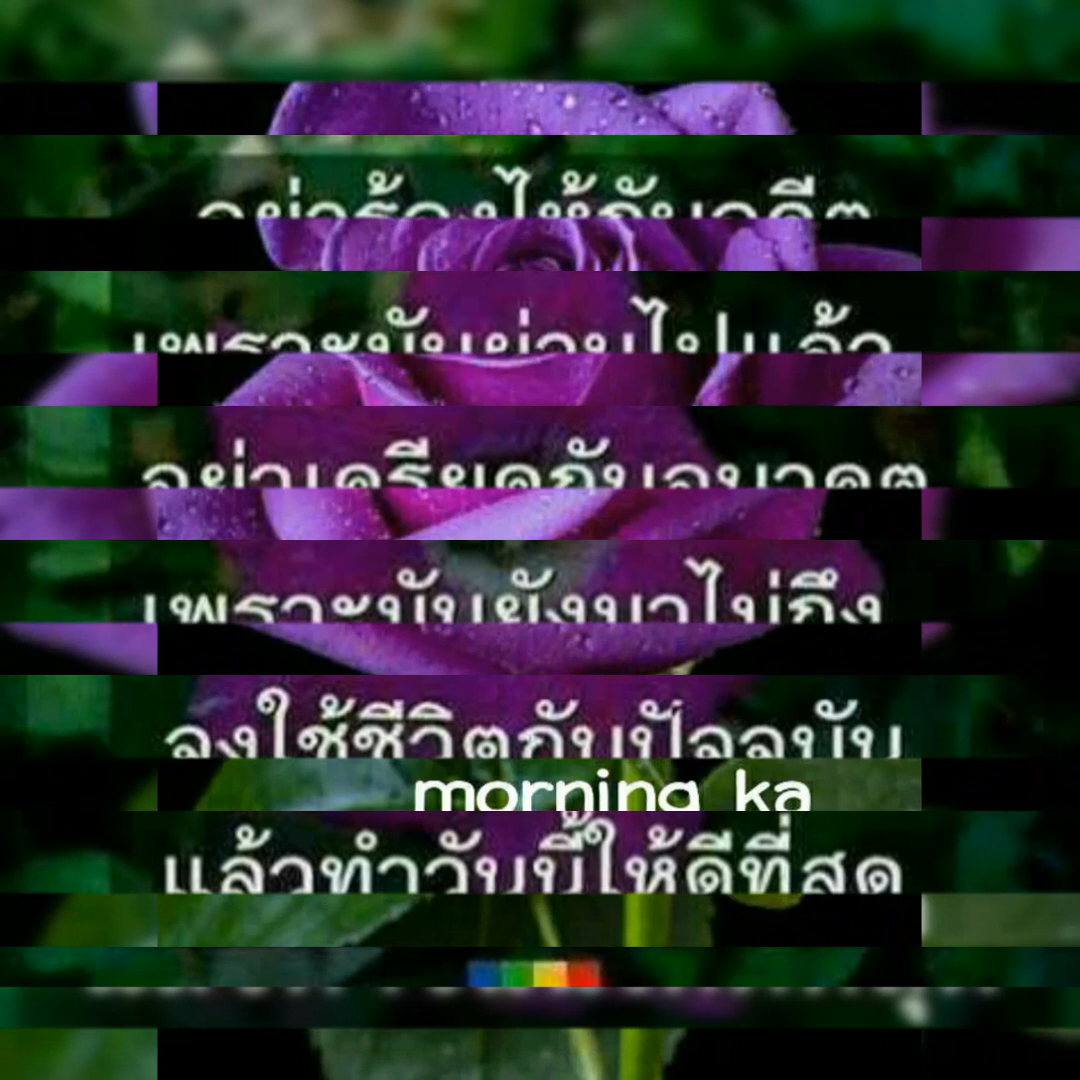 อย่าร้องไห้กับอดีต
เพราะมันผ่านไปแล้ว
อย่าเครียดกับอนาคต
เพราะมันยังมาไม่ถึง
จงใช้ชีวิตกับปัจจุบัน
morning ka
แล้วทำวันนี้ให้ดีที่สุด